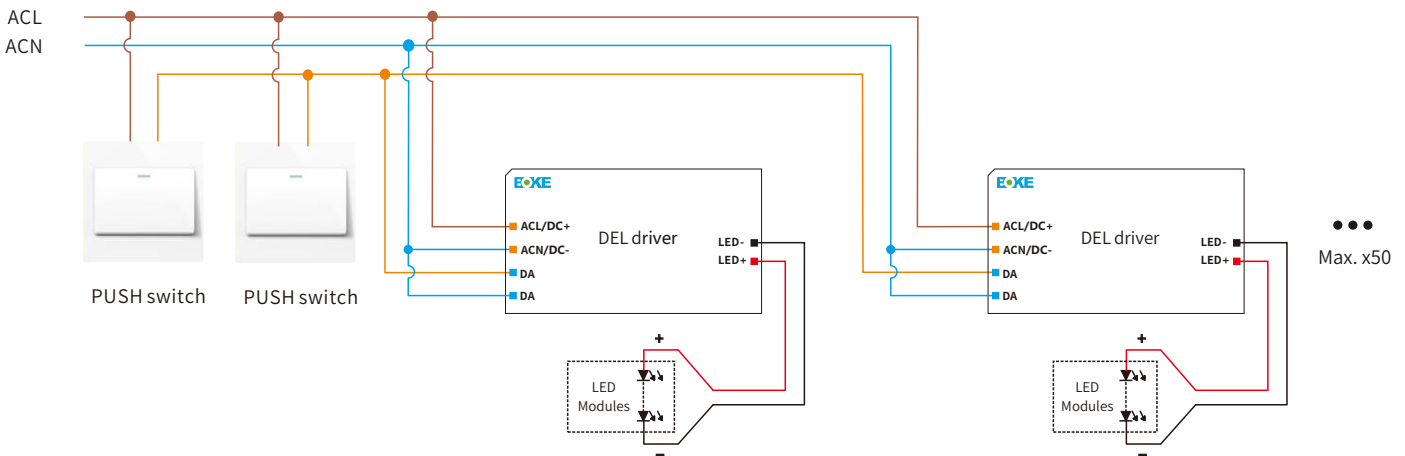 ACL
ACN
PUSH switch
PUSH switch
EOKE
DEL driver
ACL/DC+
ACN/DC-
DA
DA
LED-
LED+
+
LED
Modules
-
EOKE
DEL driver
ACL/DC+
ACN/DC-
DA
DA
LED-
LED+
+
LED
Modules
-
•••
Max. x50